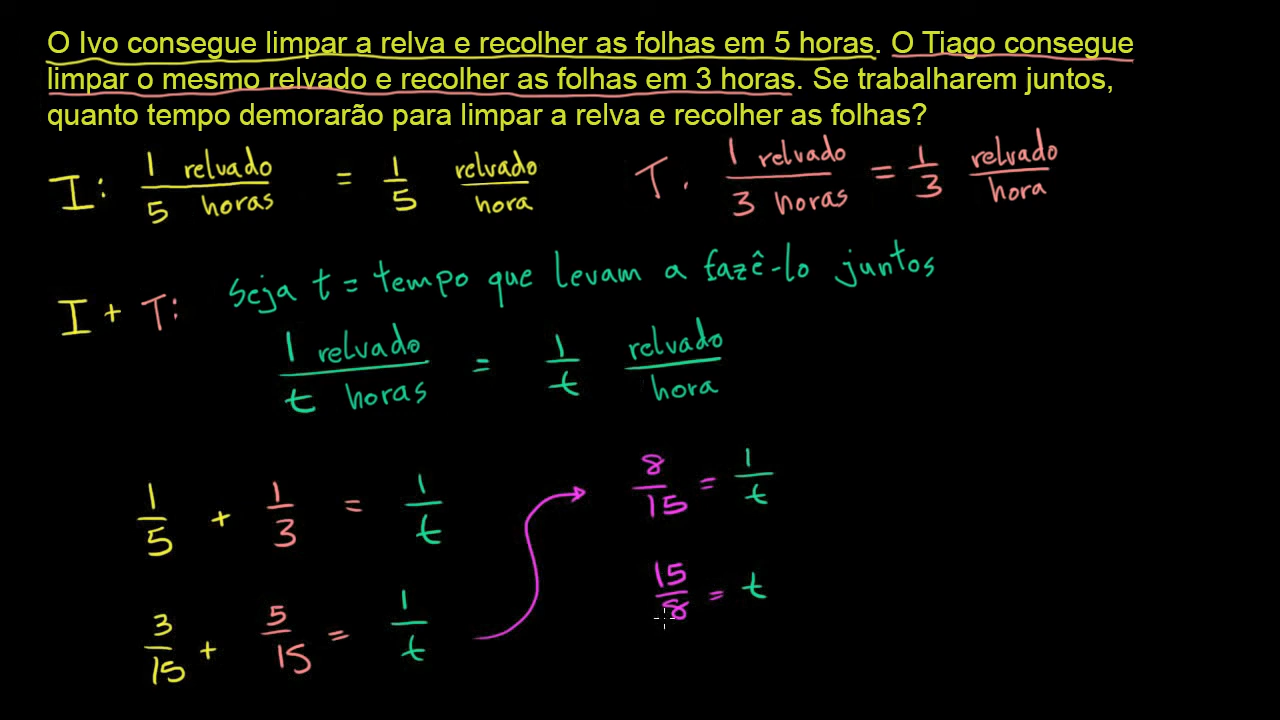 O Ivo consegue limpar a relva e recolher as folhas em 5 horas. O Tiago consegue
limpar o mesmo relvado e recolher as folhas em 3 horas. Se trabalharem juntos,
quanto tempo demorarão para limpar a relva e recolher as folhas?
I: 1 relvado / 5 horas = 1/5 relvado/hora
T. 1 relvado / 3 horas = 1/3 relvado/hora
I + T: Seja t = tempo que levam a fazê-lo juntos
1 relvado / t horas = 1/t relvado/hora
1/5 + 1/3 = 1/t
3/15 + 5/15 = 1/t
8/15 = 1/t
15/8 = t